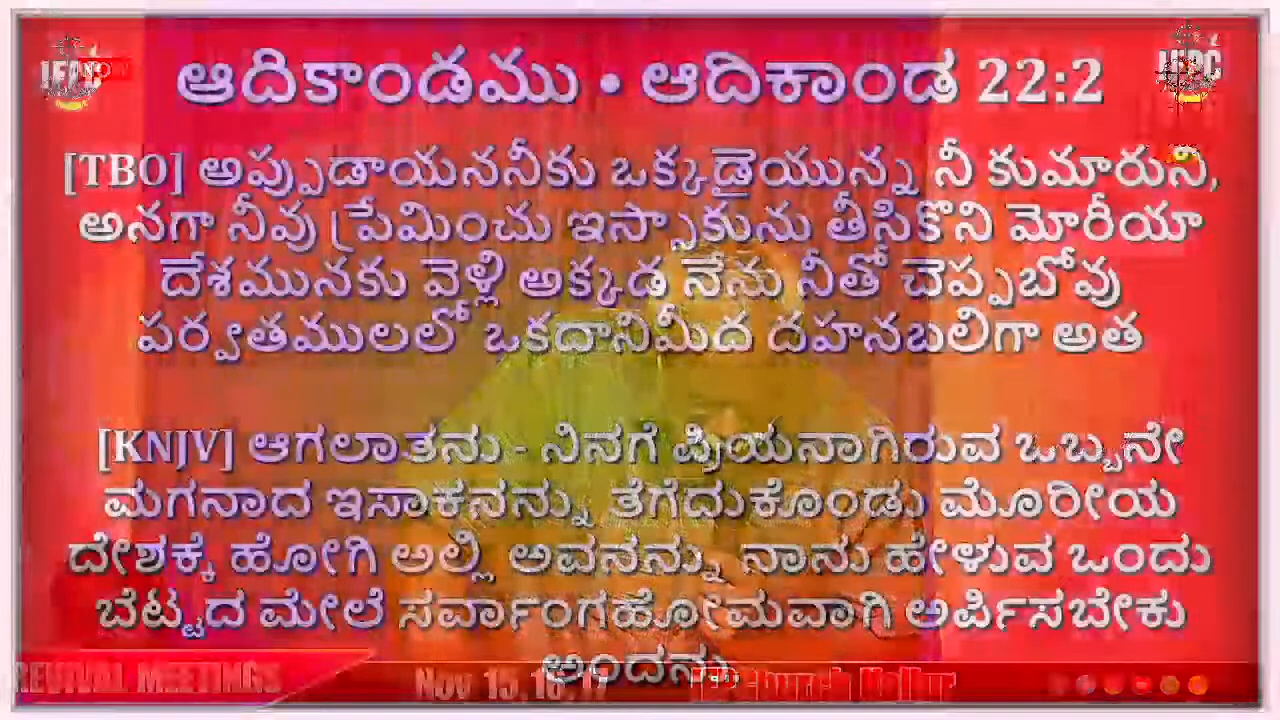 ఆదికాండము • ಆದಿಕಾಂಡ 22:2
[TBO] అప్పుడాయననీకు ఒక్కడైయున్న నీ కుమారుని,
అనగా నీవు ప్రేమించు ఇస్సాకును తీసికొని మోరీయా
దేశమునకు వెళ్లి అక్కడ నేను నీతో చెప్పబోవు
పర్వతములలో ఒకదానిమీద దహనబలిగా అత
[KNJV] ಆಗಲಾತನು - ನಿನಗೆ ಪ್ರಿಯನಾಗಿರುವ ಒಬ್ಬನೇ
ಮಗನಾದ ಇಸಾಕನನ್ನು ತೆಗೆದುಕೊಂಡು ಮೊರೀಯ
ದೇಶಕ್ಕೆ ಹೋಗಿ ಅಲ್ಲಿ ಅವನನ್ನು ನಾನು ಹೇಳುವ ಒಂದು
ಬೆಟ್ಟದ ಮೇಲೆ ಸರ್ವಾಂಗಹೋಮವಾಗಿ ಅರ್ಪಿಸಬೇಕು
ಅಂದನು.
REVIVAL MEETINGS Nov 15,16,17 Church